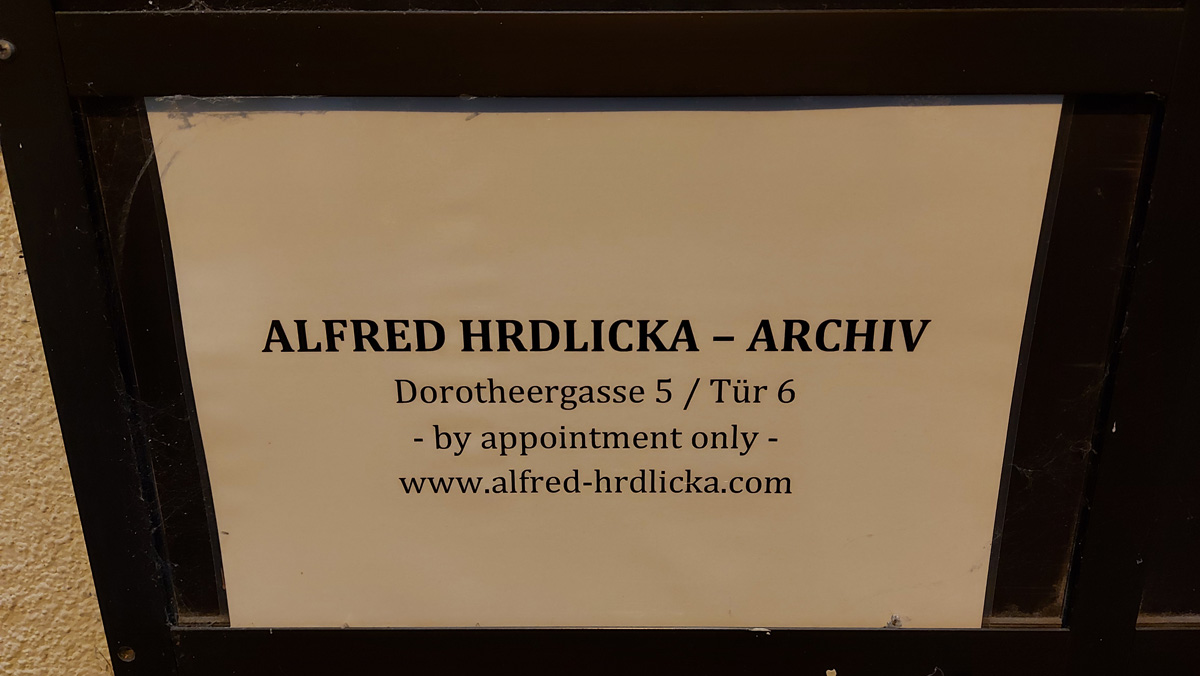 ALFRED HRDLICKA – ARCHIV
Dorotheergasse 5 / Tür 6
- by appointment only -
www.alfred-hrdlicka.com